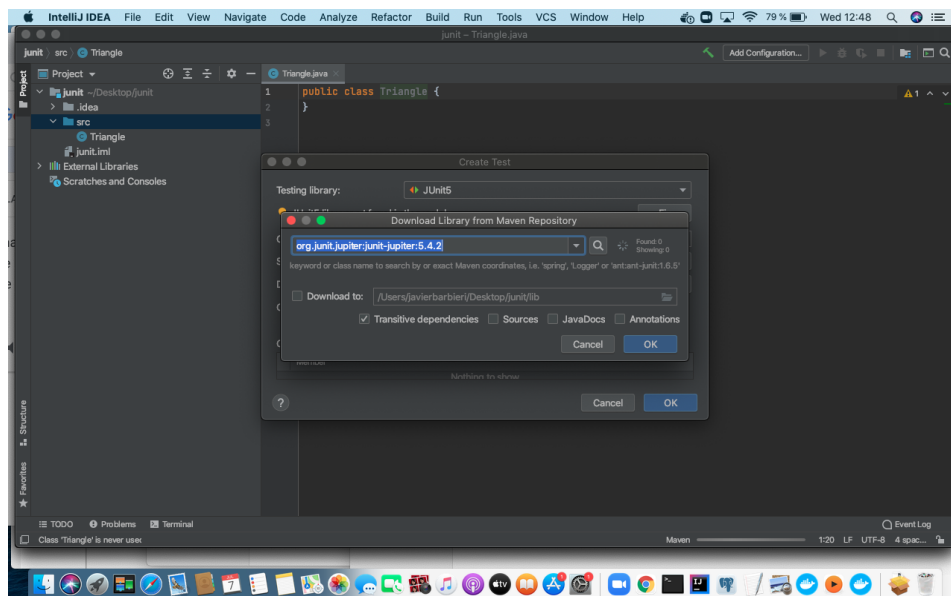 IntelliJ IDEA File Edit View Navigate Code Analyze Refactor Build Run Tools VCS Window Help 79 % Wed 12:48
junit – Triangle.java
junit src Triangle Add Configuration...
Project Project Triangle.java
junit ~/Desktop/junit 1 public class Triangle { 1
.idea 2 }
src 3
Triangle
junit.iml
External Libraries
Scratches and Consoles
Create Test
Testing library: JUnit5
Download Library from Maven Repository
org.junit.jupiter:junit-jupiter:5.4.2 Found: 0
Showing: 0
keyword or class name to search by or exact Maven coordinates, i.e. 'spring', 'Logger' or 'ant:ant-junit:1.6.5'
Download to: /Users/javierbarbieri/Desktop/junit/lib
Transitive dependencies Sources JavaDocs Annotations
Cancel OK
Nothing to show
? Cancel OK
Structure
Favorites
TODO Problems Terminal Event Log
Class 'Triangle' is never used Maven 1:20 LF UTF-8 4 spac...
7 tv